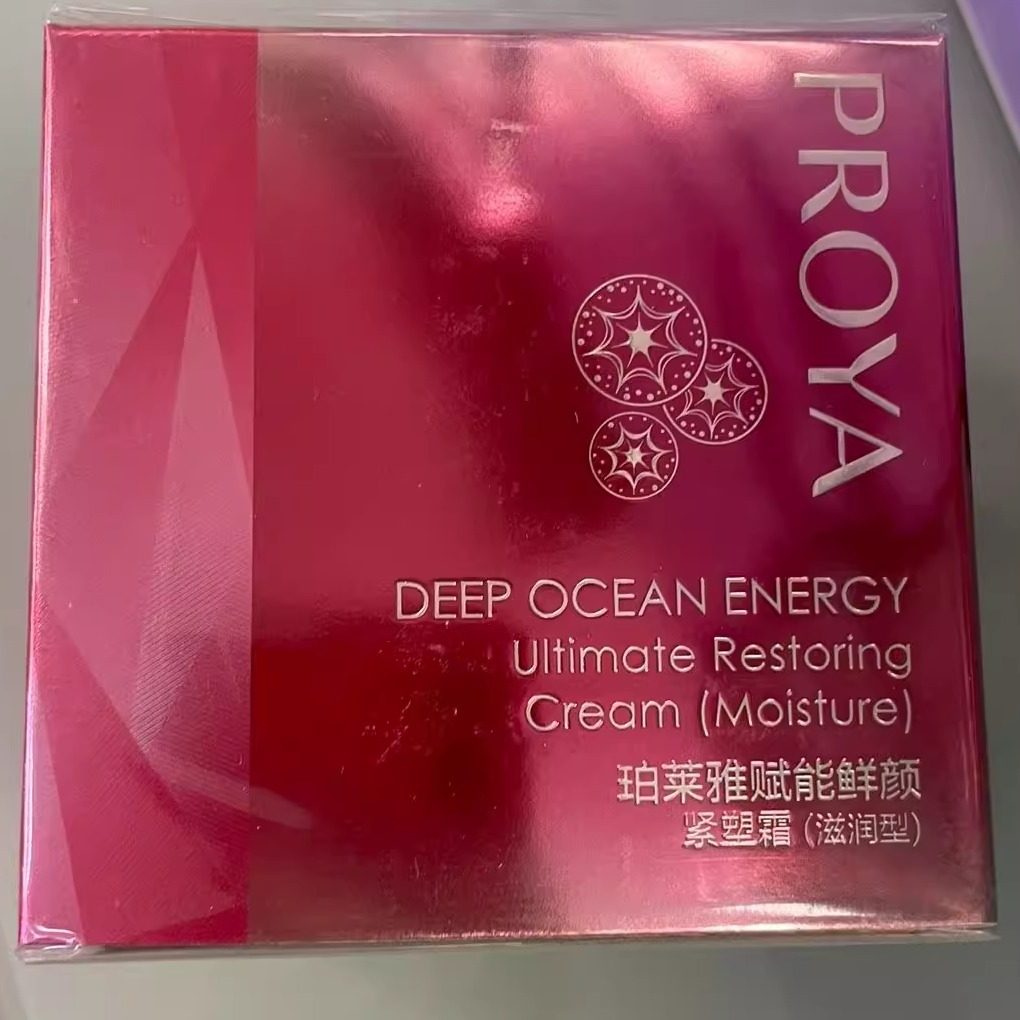 PROYA
DEEP OCEAN ENERGY
Ultimate Restoring
Cream (Moisture)
珀莱雅赋能鲜颜
紧塑霜 (滋润型)